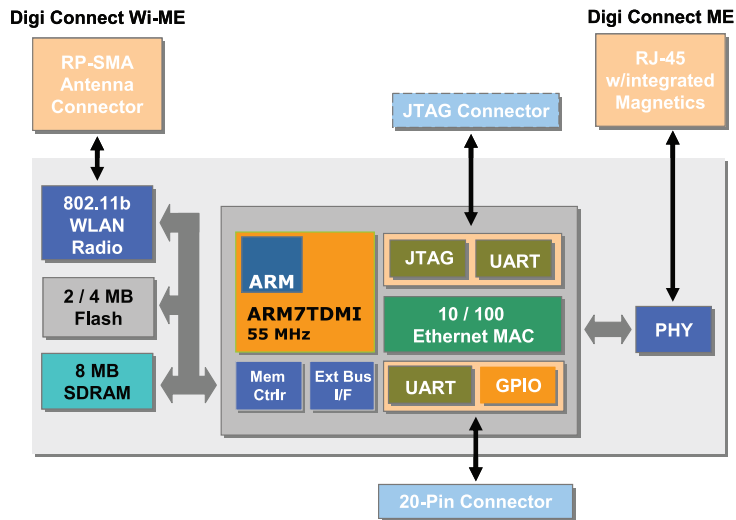 Digi Connect Wi-ME
Digi Connect ME
RP-SMA
Antenna
Connector
JTAG Connector
RJ-45
w/integrated
Magnetics
802.11b
WLAN
Radio
2 / 4 MB
Flash
8 MB
SDRAM
ARM
ARM7TDMI
55 MHz
Mem
Ctrlr
Ext Bus
I/F
JTAG
UART
10 / 100
Ethernet MAC
UART
GPIO
PHY
20-Pin Connector